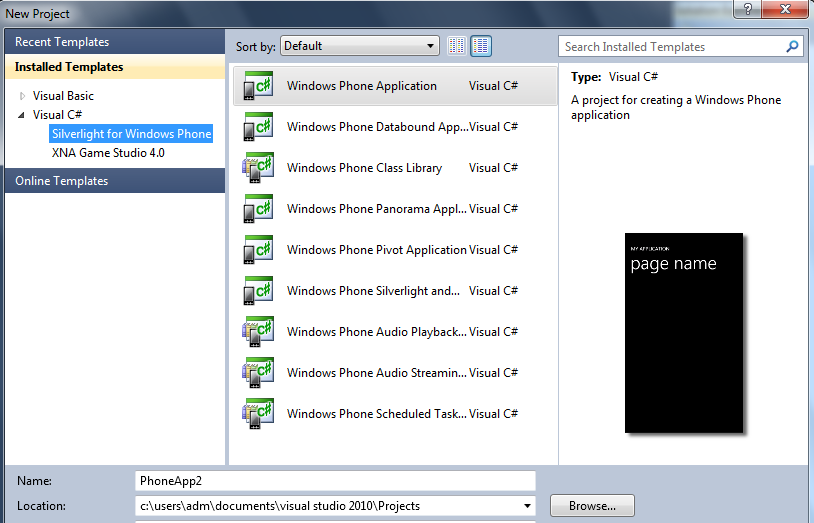 New Project
Recent Templates
Installed Templates
Visual Basic
Visual C#
Silverlight for Windows Phone
XNA Game Studio 4.0
Online Templates
Sort by: Default
Windows Phone Application Visual C#
Windows Phone Databound App... Visual C#
Windows Phone Class Library Visual C#
Windows Phone Panorama Appl... Visual C#
Windows Phone Pivot Application Visual C#
Windows Phone Silverlight and... Visual C#
Windows Phone Audio Playback... Visual C#
Windows Phone Audio Streamin... Visual C#
Windows Phone Scheduled Task... Visual C#
Search Installed Templates
Type: Visual C#
A project for creating a Windows Phone
application
MY APPLICATION
page name
Name: PhoneApp2
Location: c:\users\adm\documents\visual studio 2010\Projects
Browse...